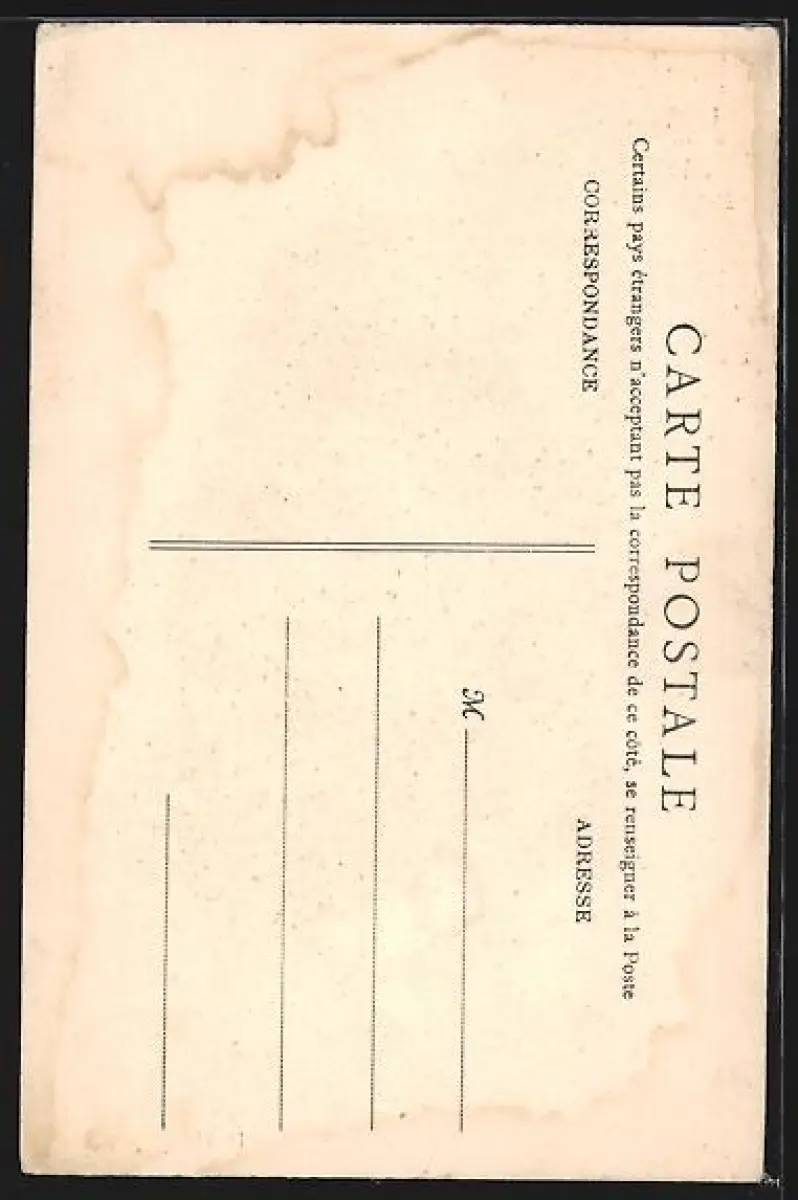 CARTE POSTALE
Certains pays étrangers n'acceptant pas la correspondance de ce côté, se renseigner à la Poste
CORRESPONDANCE
ADRESSE
M